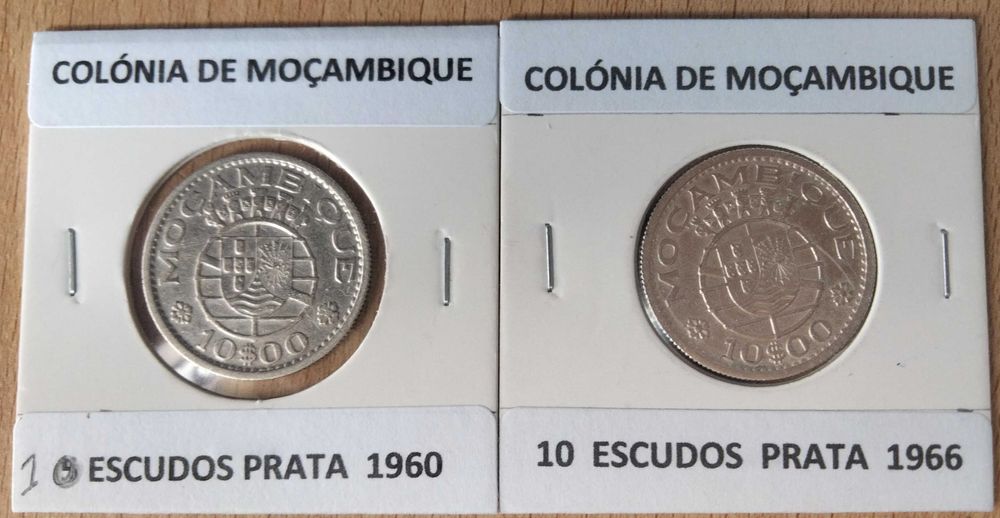 COLÓNIA DE MOÇAMBIQUE
MOÇAMBIQUE
10$00
10 ESCUDOS PRATA 1960
COLÓNIA DE MOÇAMBIQUE
MOÇAMBIQUE
10$00
10 ESCUDOS PRATA 1966